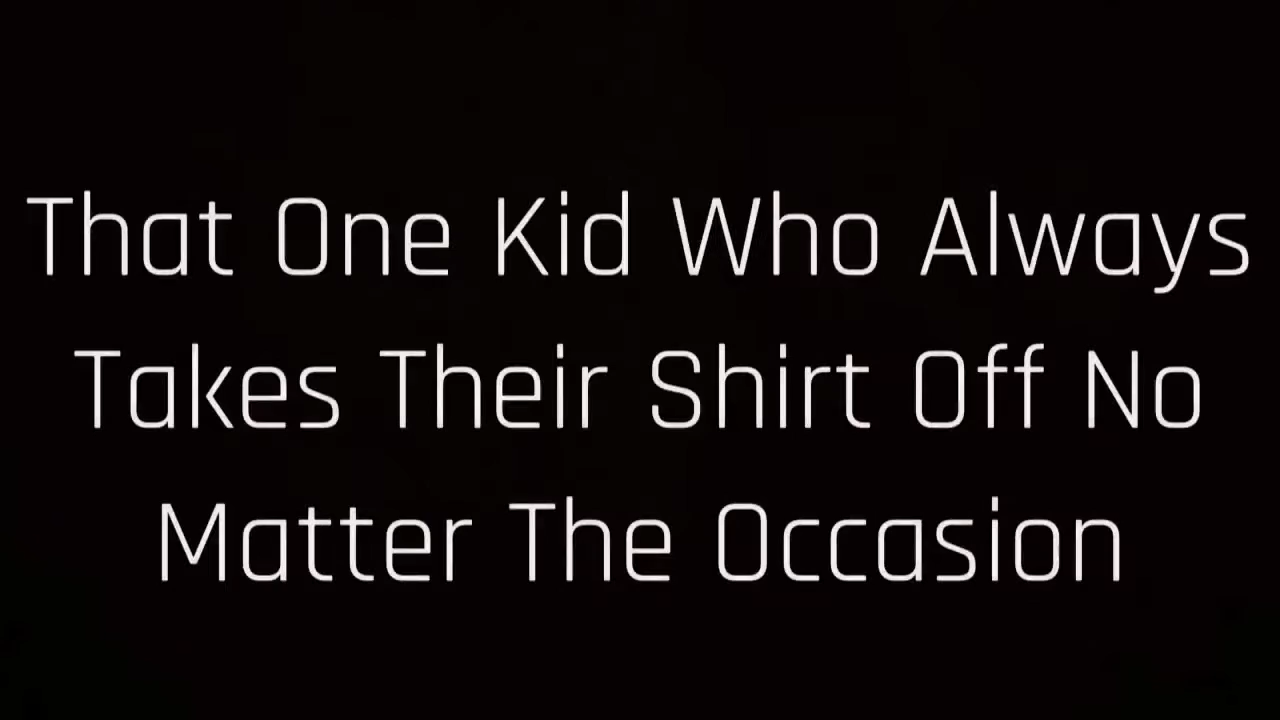 That One Kid Who Always
Takes Their Shirt Off No
Matter The Occasion